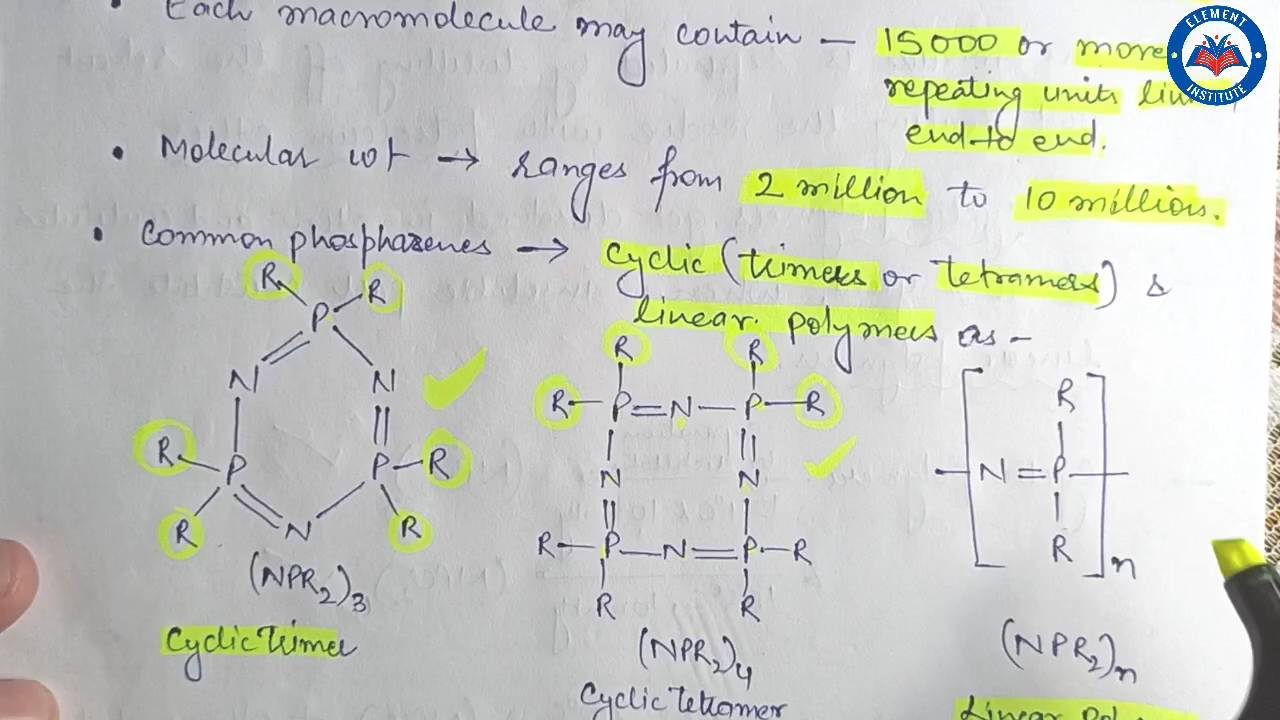 • Each macromolecule may contain – 15000 or more
repeating units
end to end.
• Molecular wt → ranges from 2 million to 10 million.
• Common phosphazenes → Cyclic (trimers or tetramers) &
linear polymers as –
R R
P
N N
R P P R
R N R
(NPR2)3
Cyclic trimer
R R
R P=N–P R
N N
R P–N=P R
R R
(NPR2)4
Cyclic tetramer
R
[N=P]n
R
(NPR2)n
Linear
ELEMENT
INSTITUTE